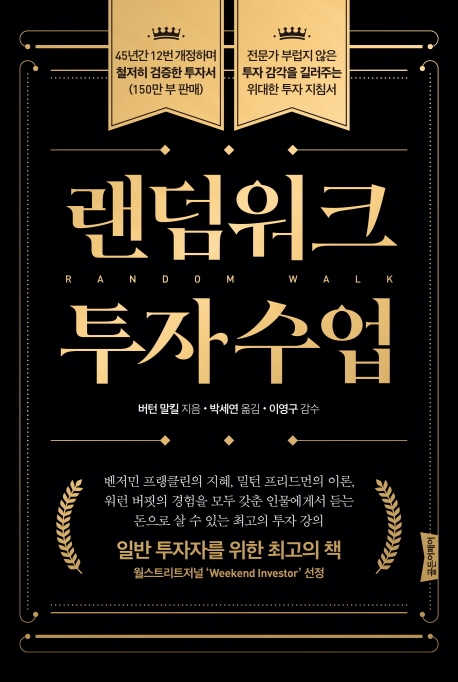 45년간 12번 개정하며
철저히 검증한 투자서
(150만 부 판매)
전문가 부럽지 않은
투자 감각을 길러주는
위대한 투자 지침서
랜덤워크
RANDOM WALK
투자수업
버턴 말킬 지음 • 박세연 옮김 • 이영구 감수
벤저민 프랭클린의 지혜, 밀턴 프리드먼의 이론,
워런 버핏의 경험을 모두 갖춘 인물에게서 듣는
돈으로 살 수 있는 최고의 투자 강의
일반 투자자를 위한 최고의 책
월스트리트저널 ‘Weekend Investor’ 선정
골든어페어